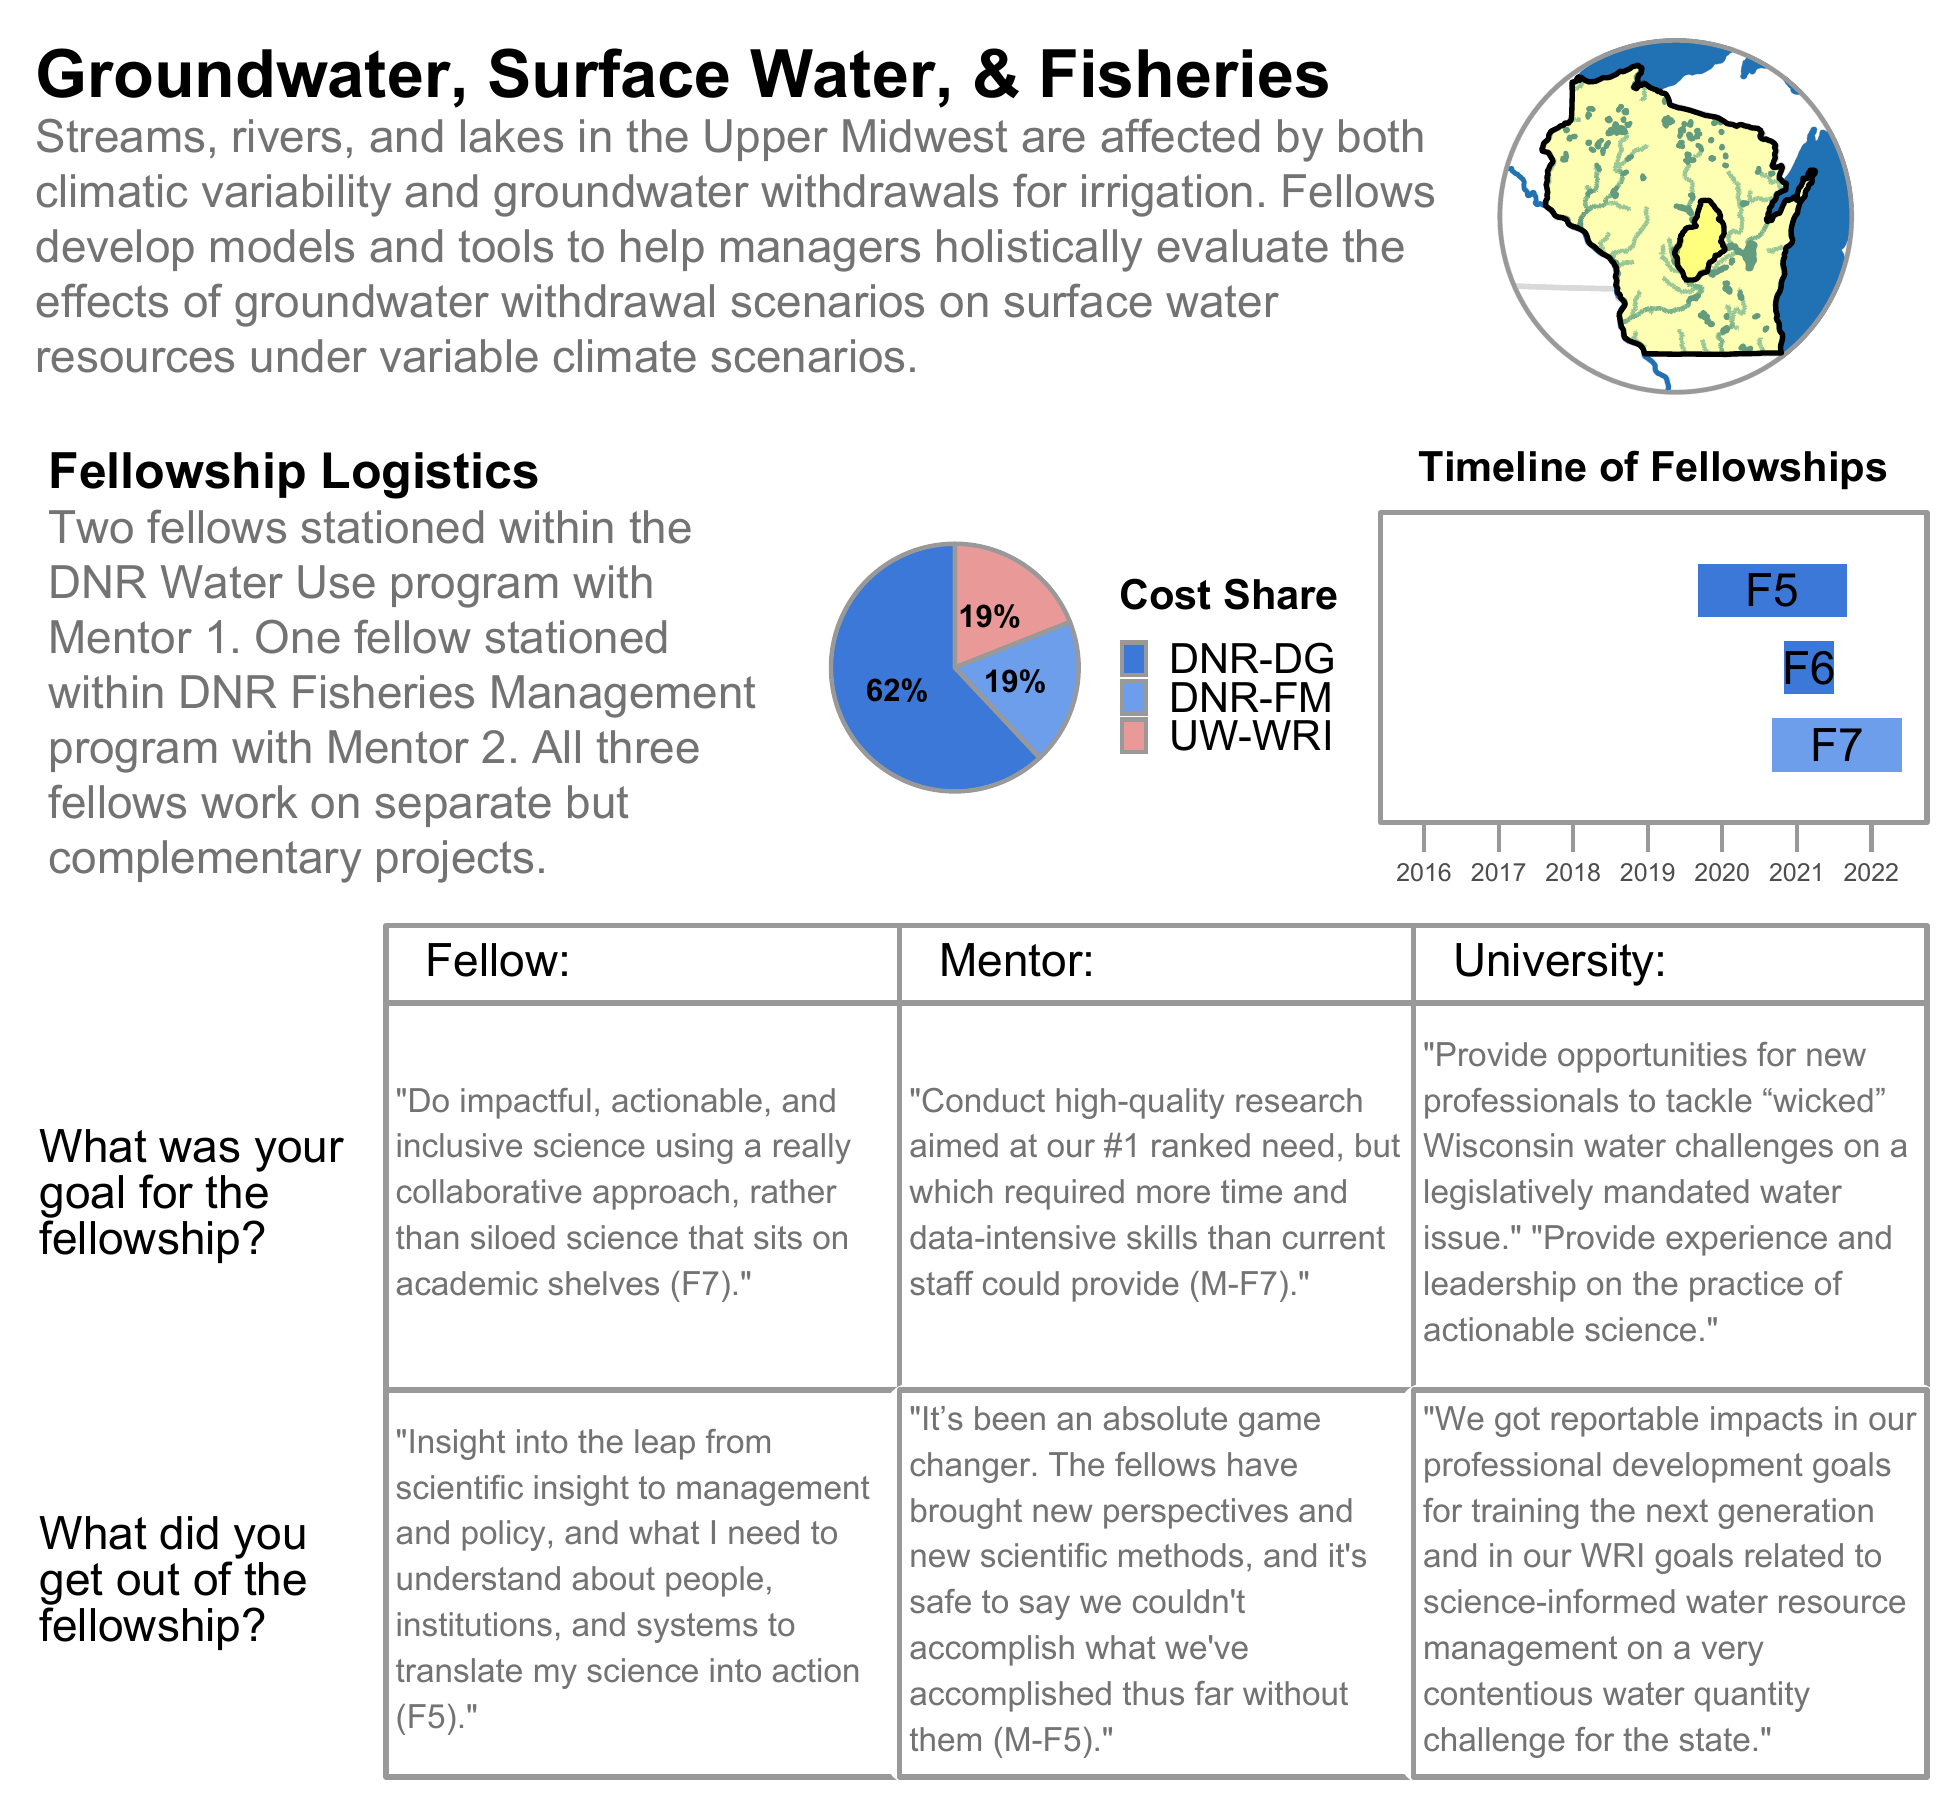 Groundwater, Surface Water, & Fisheries
Streams, rivers, and lakes in the Upper Midwest are affected by both
climatic variability and groundwater withdrawals for irrigation. Fellows
develop models and tools to help managers holistically evaluate the
effects of groundwater withdrawal scenarios on surface water
resources under variable climate scenarios.
Fellowship Logistics
Two fellows stationed within the
DNR Water Use program with
Mentor 1. One fellow stationed
within DNR Fisheries Management
program with Mentor 2. All three
fellows work on separate but
complementary projects.
19%
62%
19%
Cost Share
DNR-DG
DNR-FM
UW-WRI
Timeline of Fellowships
F5
F6
F7
2016 2017 2018 2019 2020 2021 2022
Fellow:
Mentor:
University:
What was your
goal for the
fellowship?
"Do impactful, actionable, and
inclusive science using a really
collaborative approach, rather
than siloed science that sits on
academic shelves (F7)."
"Conduct high-quality research
aimed at our #1 ranked need, but
which required more time and
data-intensive skills than current
staff could provide (M-F7)."
"Provide opportunities for new
professionals to tackle “wicked”
Wisconsin water challenges on a
legislatively mandated water
issue." "Provide experience and
leadership on the practice of
actionable science."
What did you
get out of the
fellowship?
"Insight into the leap from
scientific insight to management
and policy, and what I need to
understand about people,
institutions, and systems to
translate my science into action
(F5)."
"It’s been an absolute game
changer. The fellows have
brought new perspectives and
new scientific methods, and it's
safe to say we couldn't
accomplish what we've
accomplished thus far without
them (M-F5)."
"We got reportable impacts in our
professional development goals
for training the next generation
and in our WRI goals related to
science-informed water resource
management on a very
contentious water quantity
challenge for the state."